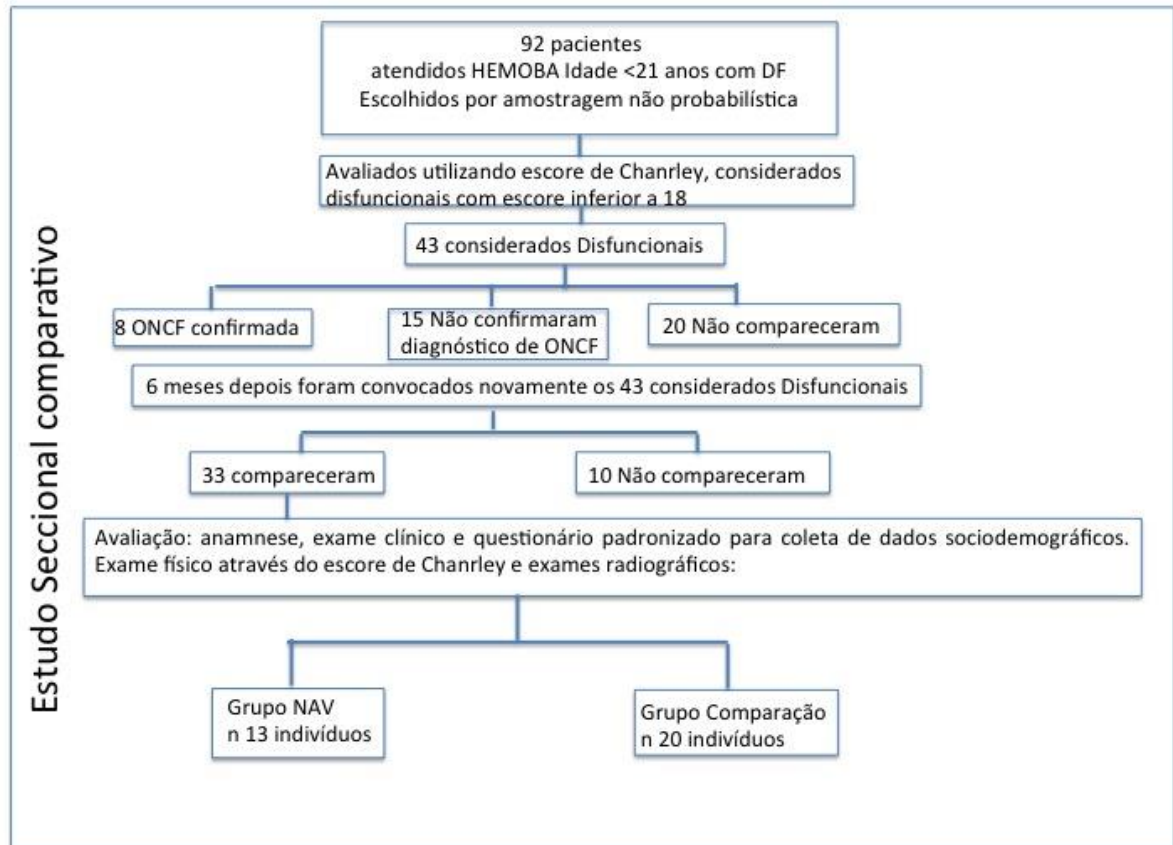 Estudo Seccional comparativo
92 pacientes
atendidos HEMOBA Idade <21 anos com DF
Escolhidos por amostragem não probabilística
Avaliados utilizando escore de Chanrley, considerados
disfuncionais com escore inferior a 18
43 considerados Disfuncionais
8 ONCF confirmada
15 Não confirmaram
diagnóstico de ONCF
20 Não compareceram
6 meses depois foram convocados novamente os 43 considerados Disfuncionais
33 compareceram
10 Não compareceram
Avaliação: anamnese, exame clínico e questionário padronizado para coleta de dados sociodemográficos.
Exame físico através do escore de Chanrley e exames radiográficos:
Grupo NAV
n 13 indivíduos
Grupo Comparação
n 20 indivíduos